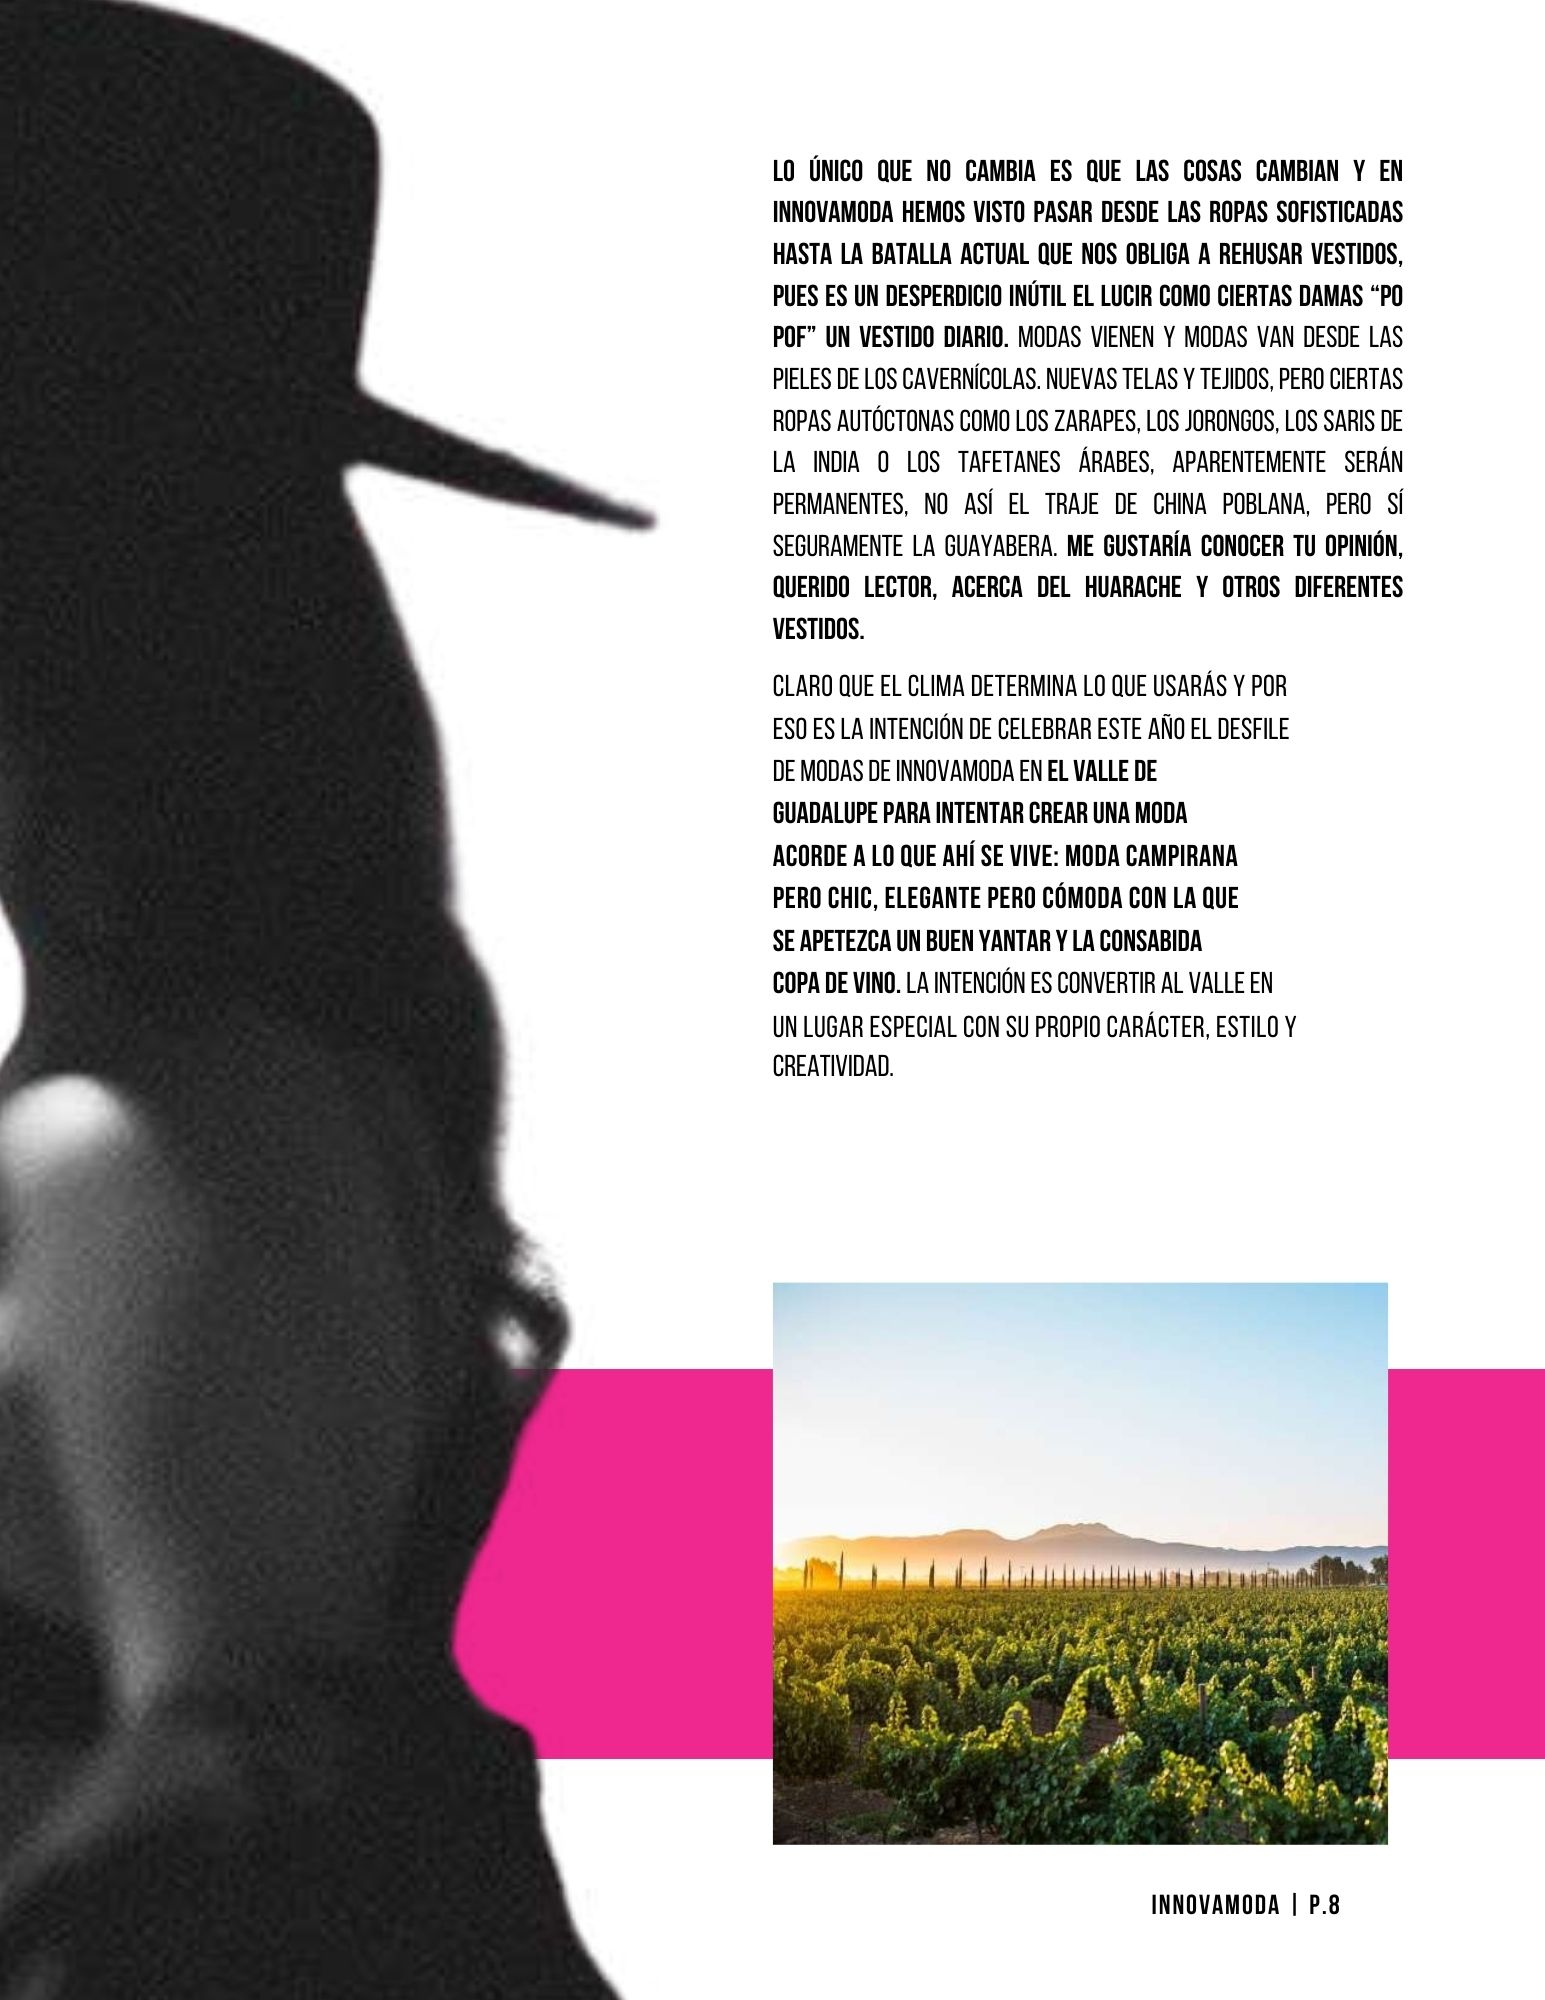 LO ÚNICO QUE NO CAMBIA ES QUE LAS COSAS CAMBIAN Y EN
INNOVAMODA HEMOS VISTO PASAR DESDE LAS ROPAS SOFISTICADAS
HASTA LA BATALLA ACTUAL QUE NOS OBLIGA A REHUSAR VESTIDOS,
PUES ES UN DESPERDICIO INÚTIL EL LUCIR COMO CIERTAS DAMAS “PO
POF” UN VESTIDO DIARIO. MODAS VIENEN Y MODAS VAN DESDE LAS
PIELES DE LOS CAVERNÍCOLAS. NUEVAS TELAS Y TEJIDOS, PERO CIERTAS
ROPAS AUTÓCTONAS COMO LOS ZARAPES, LOS JORONGOS, LOS SARIS DE
LA INDIA O LOS TAFETANES ÁRABES, APARENTEMENTE SERÁN
PERMANENTES, NO ASÍ EL TRAJE DE CHINA POBLANA, PERO SÍ
SEGURAMENTE LA GUAYABERA. ME GUSTARÍA CONOCER TU OPINIÓN,
QUERIDO LECTOR, ACERCA DEL HUARACHE Y OTROS DIFERENTES
VESTIDOS.
CLARO QUE EL CLIMA DETERMINA LO QUE USARÁS Y POR
ESO ES LA INTENCIÓN DE CELEBRAR ESTE AÑO EL DESFILE
DE MODAS DE INNOVAMODA EN EL VALLE DE
GUADALUPE PARA INTENTAR CREAR UNA MODA
ACORDE A LO QUE AHÍ SE VIVE: MODA CAMPIRANA
PERO CHIC, ELEGANTE PERO CÓMODA CON LA QUE
SE APETEZCA UN BUEN YANTAR Y LA CONSABIDA
COPA DE VINO. LA INTENCIÓN ES CONVERTIR AL VALLE EN
UN LUGAR ESPECIAL CON SU PROPIO CARÁCTER, ESTILO Y
CREATIVIDAD.
INNOVAMODA | P.8